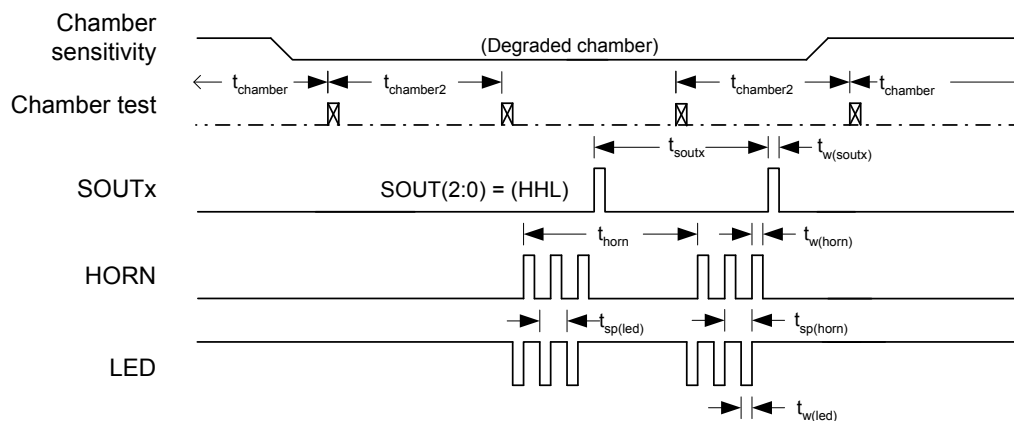 Chamber
sensitivity
(Degraded chamber)
t_chamber t_chamber2 t_chamber2 t_chamber
Chamber test
t_soutx t_w(soutx)
SOUTx SOUT(2:0) = (HHL)
t_horn t_w(horn)
HORN
t_sp(led) t_sp(horn)
LED
t_w(led)